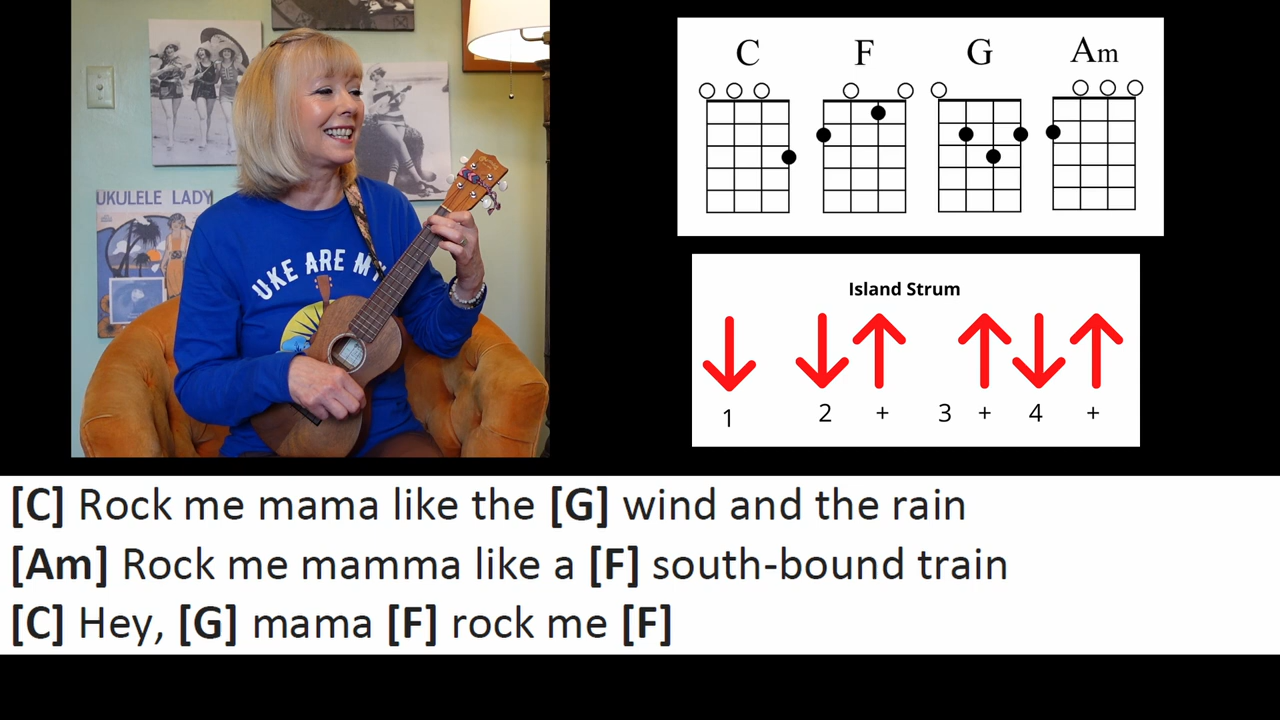 C F G Am
UKULELE LADY
UKE ARE MY
Island Strum
1 2 + 3 + 4 +
[C] Rock me mama like the [G] wind and the rain
[Am] Rock me mamma like a [F] south-bound train
[C] Hey, [G] mama [F] rock me [F]